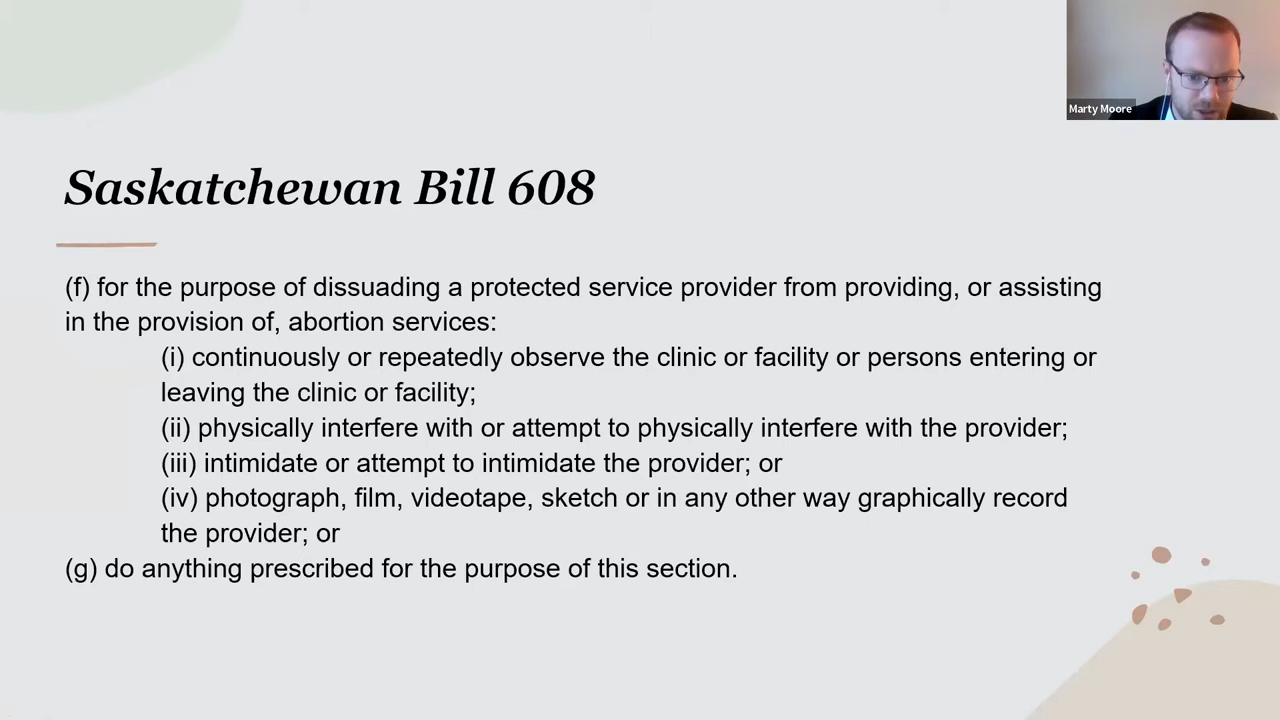 Marty Moore
Saskatchewan Bill 608
(f) for the purpose of dissuading a protected service provider from providing, or assisting
in the provision of, abortion services:
(i) continuously or repeatedly observe the clinic or facility or persons entering or
leaving the clinic or facility;
(ii) physically interfere with or attempt to physically interfere with the provider;
(iii) intimidate or attempt to intimidate the provider; or
(iv) photograph, film, videotape, sketch or in any other way graphically record
the provider; or
(g) do anything prescribed for the purpose of this section.